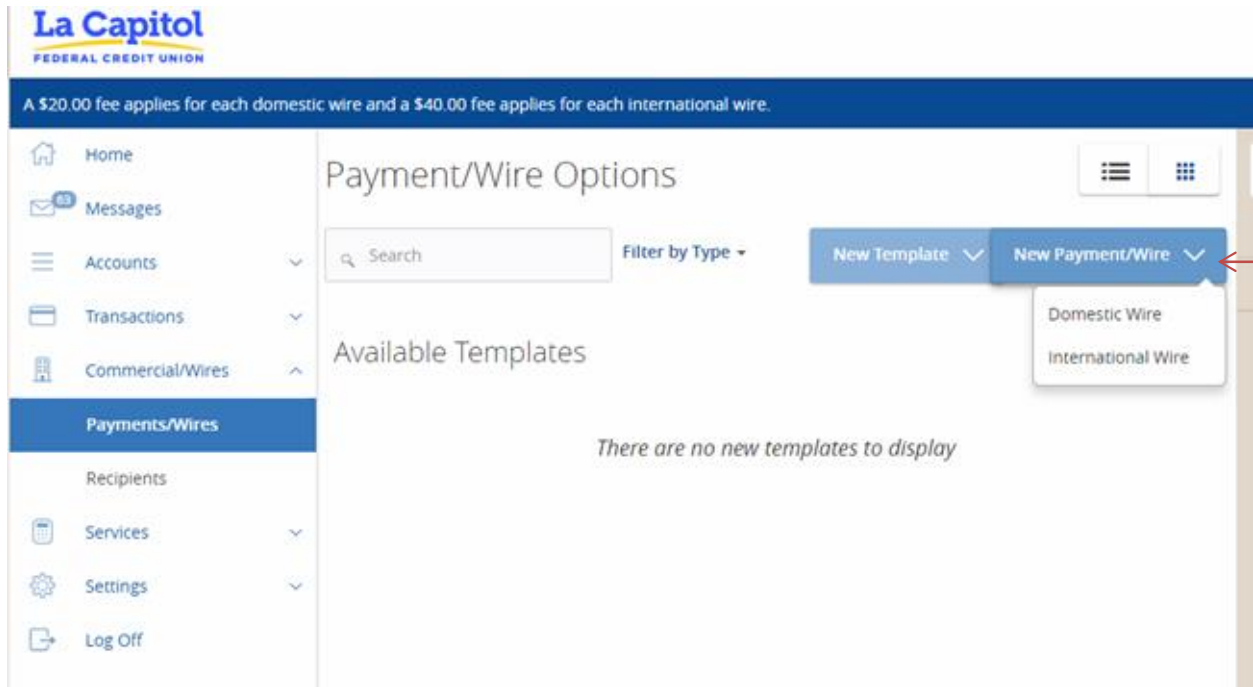 La Capitol
FEDERAL CREDIT UNION
A $20.00 fee applies for each domestic wire and a $40.00 fee applies for each international wire.
Home
63
Messages
Accounts
Transactions
Commercial/Wires
Payments/Wires
Recipients
Services
Settings
Log Off
Payment/Wire Options
Search
Filter by Type
New Template
New Payment/Wire
Domestic Wire
International Wire
Available Templates
There are no new templates to display